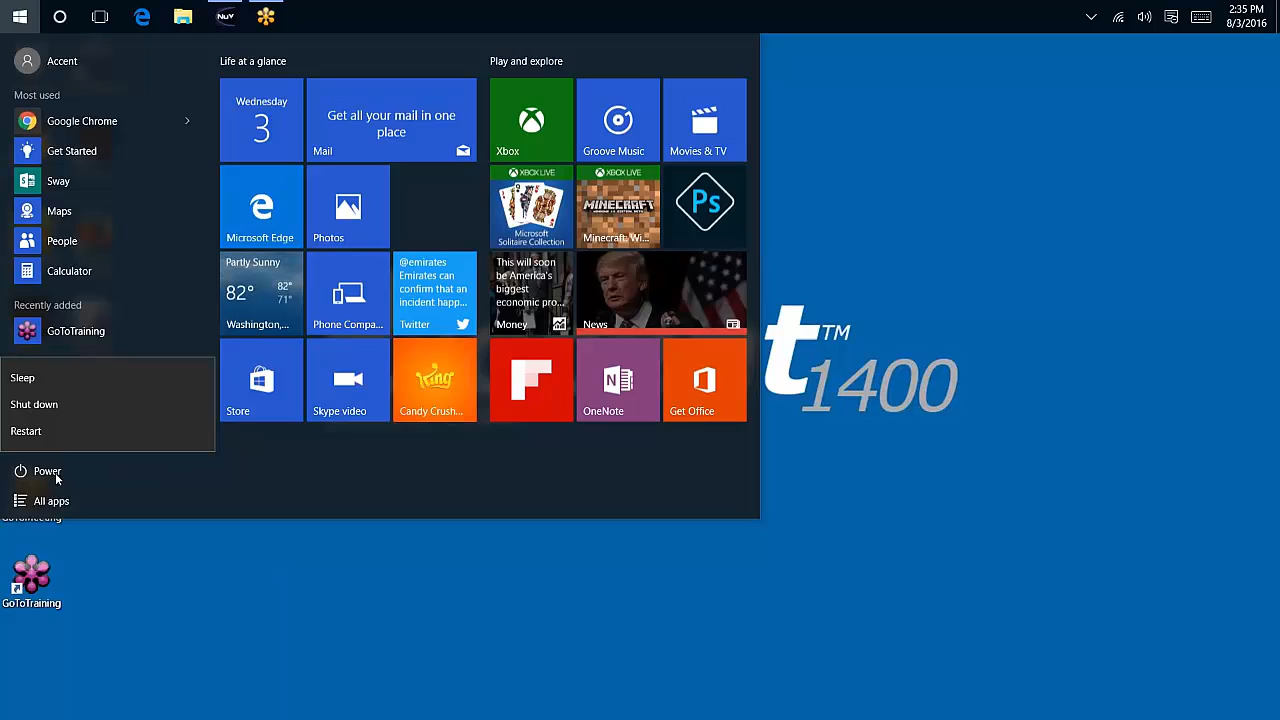 NuV
2:35 PM
8/3/2016
Accent
Most used
Google Chrome
Get Started
Sway
Maps
People
Calculator
Recently added
GoToTraining
Sleep
Shut down
Restart
Power
All apps
GoToMeeting
GoToTraining
Life at a glance
Wednesday
3
Get all your mail in one
place
Mail
Microsoft Edge
Photos
Partly Sunny
82°
82°
71°
Washington,...
Phone Compa...
@emirates
Emirates can
confirm that an
incident happ...
Twitter
Store
Skype video
King
Candy Crush...
Play and explore
Xbox
Groove Music
Movies & TV
XBOX LIVE
Microsoft
Solitaire Collection
XBOX LIVE
MINECRAFT
Minecraft: Wi...
Ps
This will soon
be America's
biggest
economic pro...
Money
News
OneNote
Get Office
t™
1400